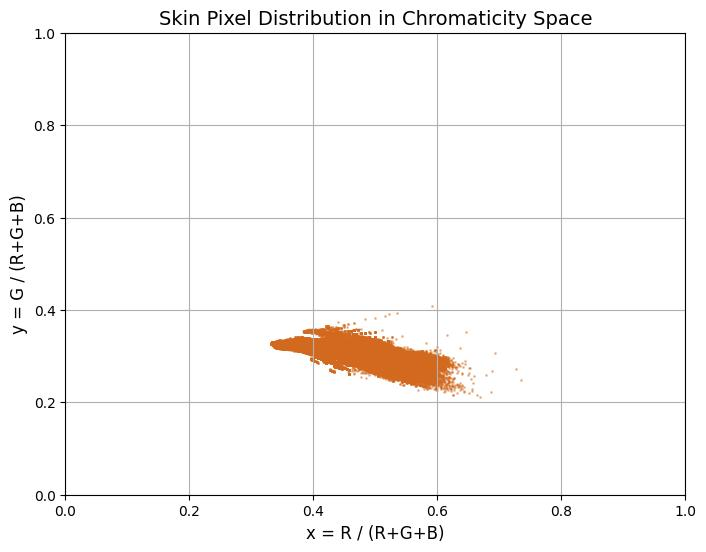 Skin Pixel Distribution in Chromaticity Space
1.0
0.8
0.6
0.4
0.2
0.0
y = G / (R+G+B)
0.0 0.2 0.4 0.6 0.8 1.0
x = R / (R+G+B)